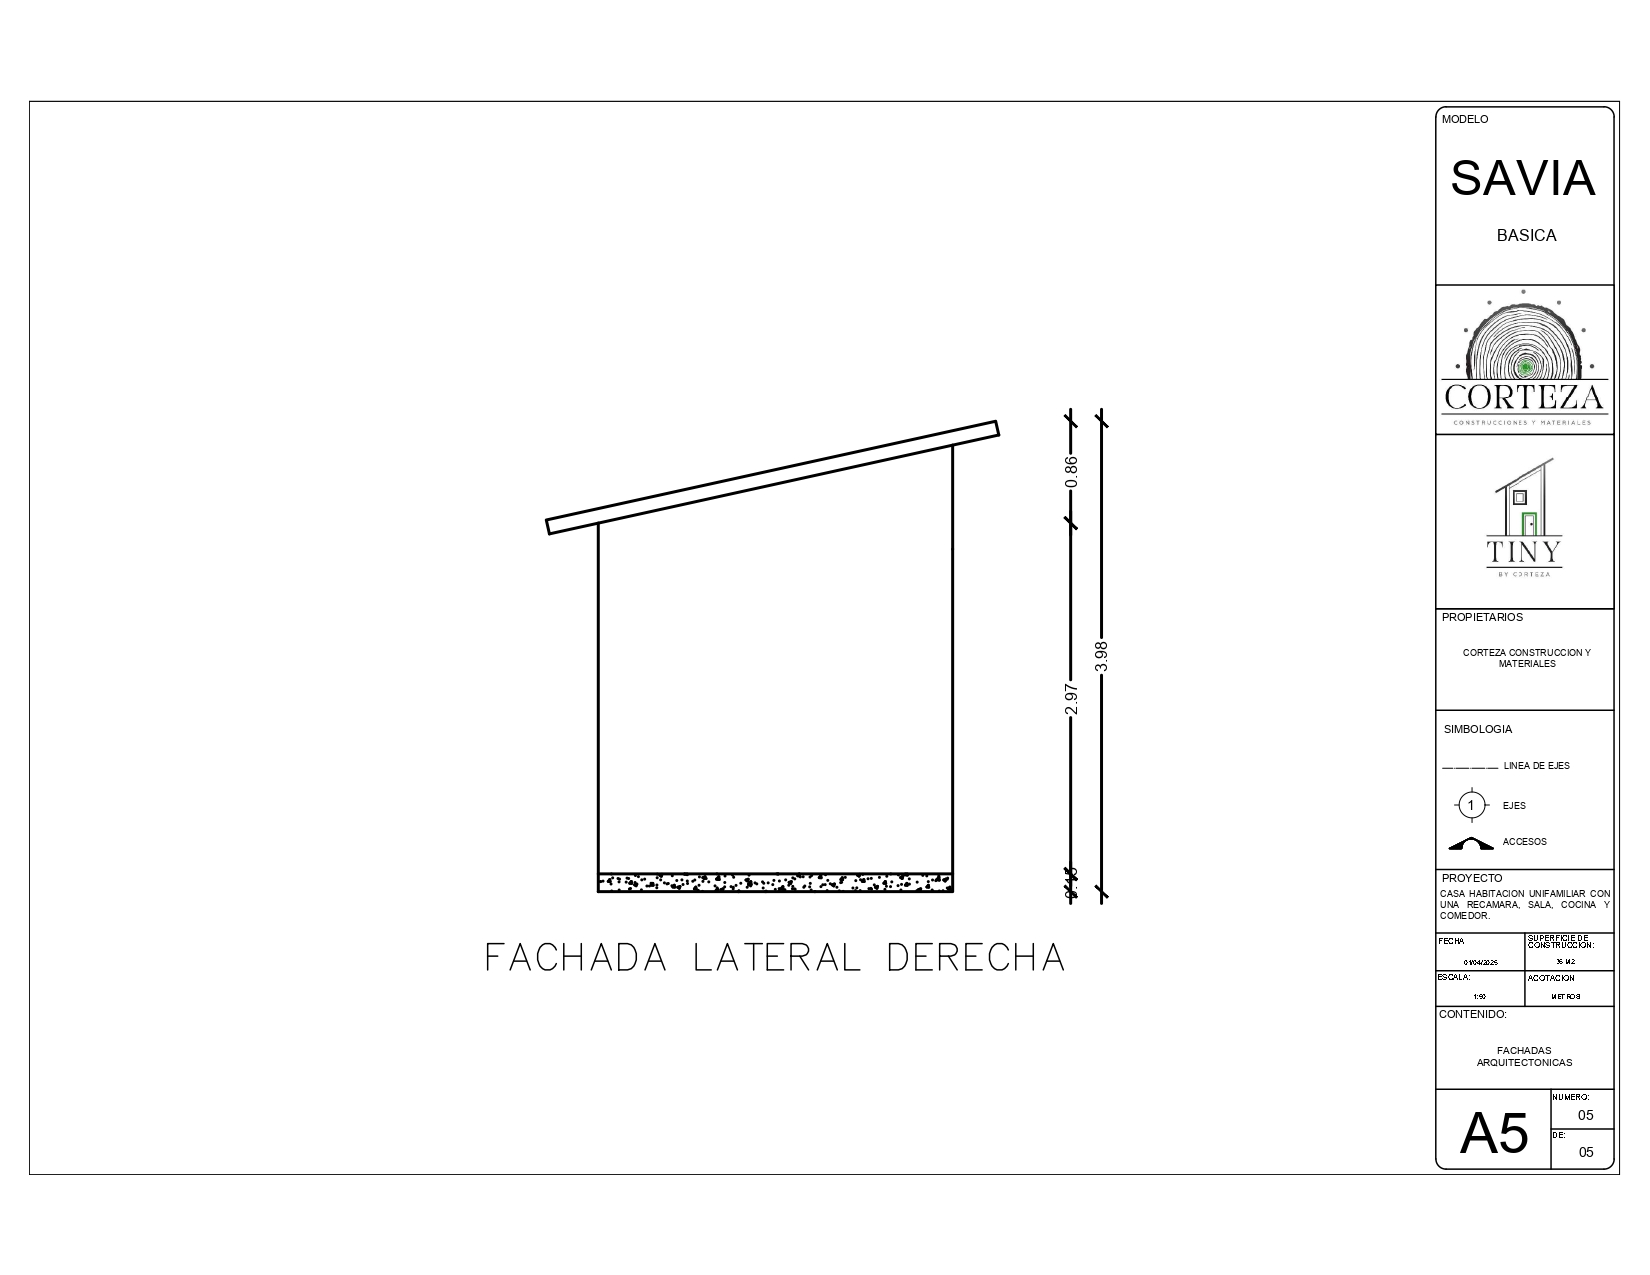 MODELO
SAVIA
BASICA
CORTEZA
CONSTRUCCIONES Y MATERIALES
TINY
BY CORTEZA
PROPIETARIOS
CORTEZA CONSTRUCCION Y
MATERIALES
SIMBOLOGIA
LINEA DE EJES
1
EJES
ACCESOS
PROYECTO
CASA HABITACION UNIFAMILIAR CON
UNA RECAMARA, SALA, COCINA Y
COMEDOR.
FECHA
01/04/2025
SUPERFICIE DE
CONSTRUCCION:
36 M2
ESCALA:
1:50
ACOTACION
METROS
CONTENIDO:
FACHADAS
ARQUITECTONICAS
A5
NUMERO:
05
DE:
05
0.86
2.97
0.15
3.98
FACHADA LATERAL DERECHA